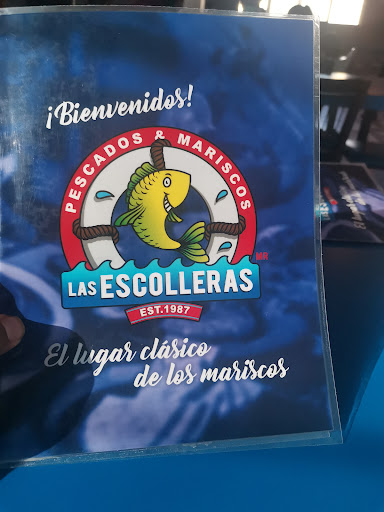 ¡Bienvenidos!
PESCADOS & MARISCOS
LAS ESCOLLERAS
MR
EST.1987
El lugar clásico
de los mariscos